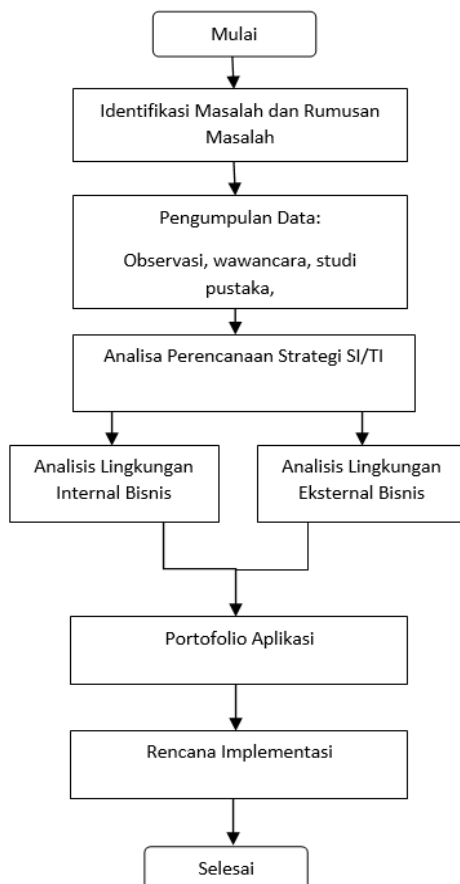 Mulai
Identifikasi Masalah dan Rumusan
Masalah
Pengumpulan Data:
Observasi, wawancara, studi
pustaka,
Analisa Perencanaan Strategi SI/TI
Analisis Lingkungan
Internal Bisnis
Analisis Lingkungan
Eksternal Bisnis
Portofolio Aplikasi
Rencana Implementasi
Selesai